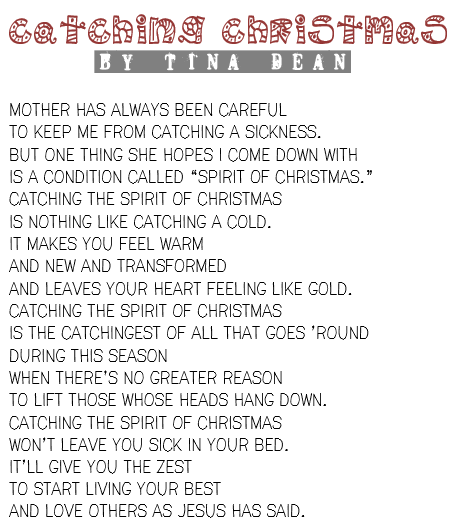 catching christmas
BY TINA DEAN
MOTHER HAS ALWAYS BEEN CAREFUL
TO KEEP ME FROM CATCHING A SICKNESS.
BUT ONE THING SHE HOPES I COME DOWN WITH
IS A CONDITION CALLED “SPIRIT OF CHRISTMAS.”
CATCHING THE SPIRIT OF CHRISTMAS
IS NOTHING LIKE CATCHING A COLD.
IT MAKES YOU FEEL WARM
AND NEW AND TRANSFORMED
AND LEAVES YOUR HEART FEELING LIKE GOLD.
CATCHING THE SPIRIT OF CHRISTMAS
IS THE CATCHINGEST OF ALL THAT GOES ’ROUND
DURING THIS SEASON
WHEN THERE’S NO GREATER REASON
TO LIFT THOSE WHOSE HEADS HANG DOWN.
CATCHING THE SPIRIT OF CHRISTMAS
WON’T LEAVE YOU SICK IN YOUR BED.
IT’LL GIVE YOU THE ZEST
TO START LIVING YOUR BEST
AND LOVE OTHERS AS JESUS HAS SAID.